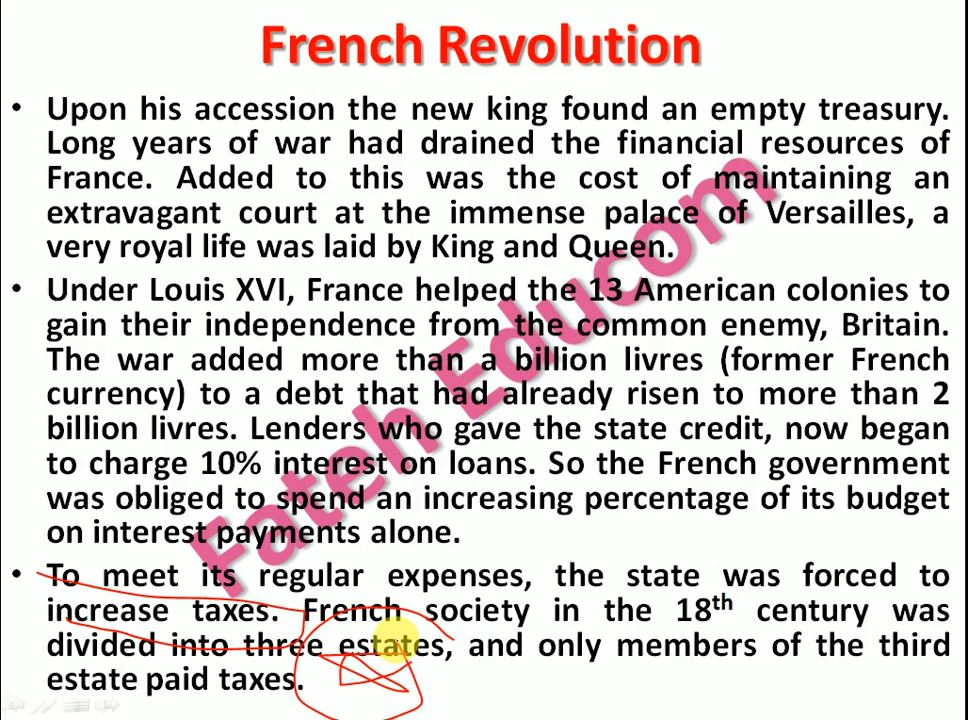 French Revolution
• Upon his accession the new king found an empty treasury.
Long years of war had drained the financial resources of
France. Added to this was the cost of maintaining an
extravagant court at the immense palace of Versailles, a
very royal life was laid by King and Queen.
• Under Louis XVI, France helped the 13 American colonies to
gain their independence from the common enemy, Britain.
The war added more than a billion livres (former French
currency) to a debt that had already risen to more than 2
billion livres. Lenders who gave the state credit, now began
to charge 10% interest on loans. So the French government
was obliged to spend an increasing percentage of its budget
on interest payments alone.
• To meet its regular expenses, the state was forced to
increase taxes. French society in the 18th century was
divided into three estates, and only members of the third
estate paid taxes.
Fateh Educom